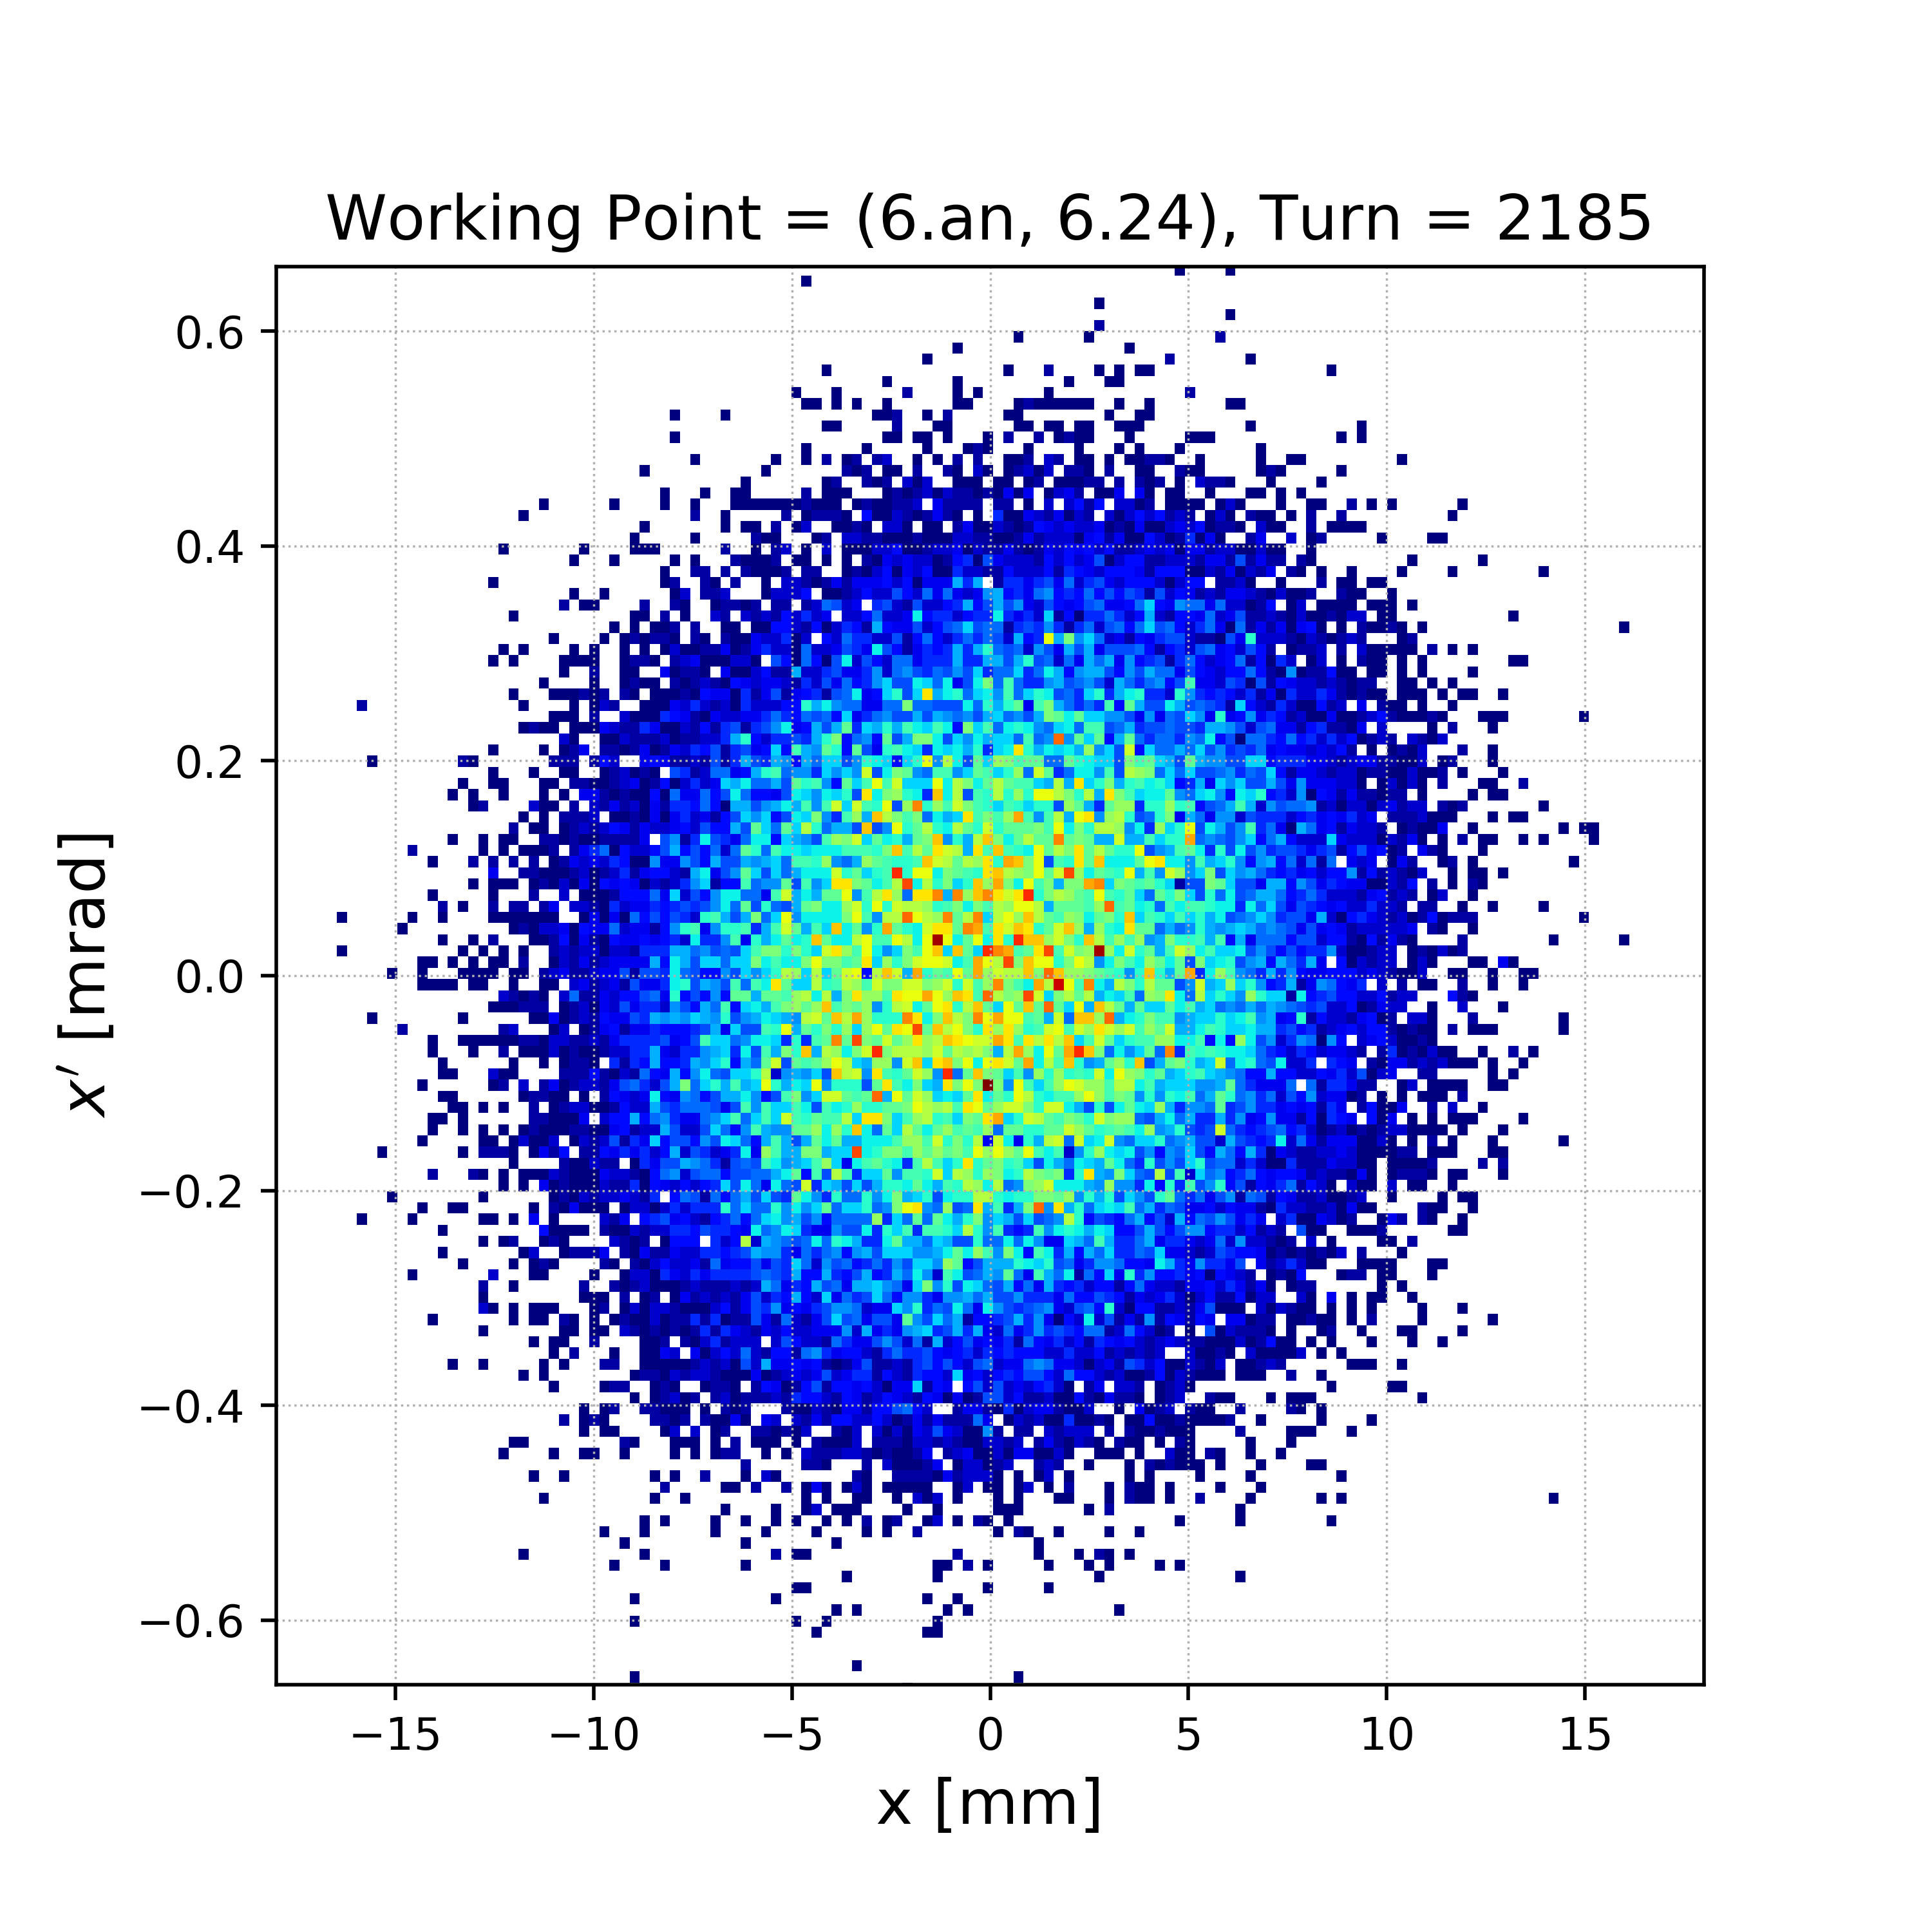 Working Point = (6.an, 6.24), Turn = 2185
0.6
0.4
0.2
0.0
−0.2
−0.4
−0.6
x′ [mrad]
−15 −10 −5 0 5 10 15
x [mm]